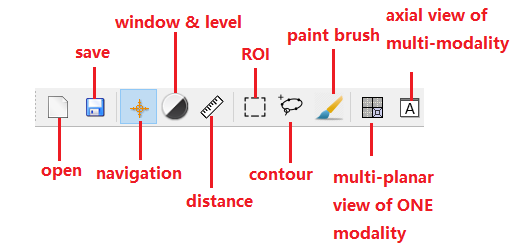 axial view of
multi-modality
window & level
paint brush
save
ROI
A
open
navigation
distance
contour
multi-planar
view of ONE
modality